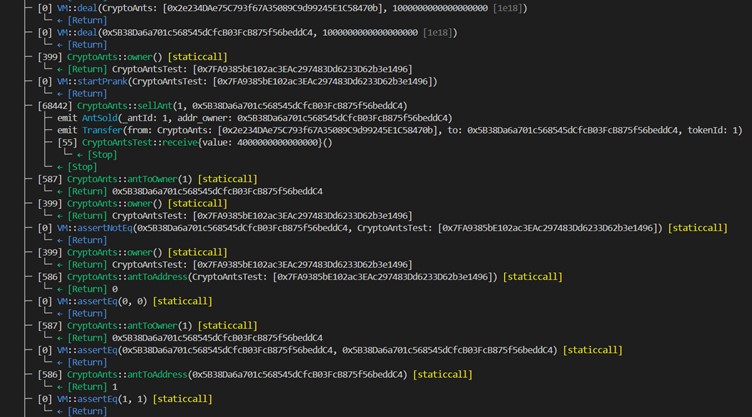 ├─ [0] VM::deal(CryptoAnts: [0x2e234DAe75C793f67A35089C9d99245E1C58470b], 1000000000000000000 [1e18])
│   └─ ← [Return]
├─ [0] VM::deal(0x5B38Da6a701c568545dCfcB03FcB875f56beddC4, 1000000000000000000 [1e18])
│   └─ ← [Return]
├─ [399] CryptoAnts::owner() [staticcall]
│   └─ ← [Return] CryptoAntsTest: [0x7FA9385bE102ac3EAc297483Dd6233D62b3e1496]
├─ [0] VM::startPrank(CryptoAntsTest: [0x7FA9385bE102ac3EAc297483Dd6233D62b3e1496])
│   └─ ← [Return]
├─ [68442] CryptoAnts::sellAnt(1, 0x5B38Da6a701c568545dCfcB03FcB875f56beddC4)
│   ├─ emit AntSold(_antId: 1, addr_owner: 0x5B38Da6a701c568545dCfcB03FcB875f56beddC4)
│   ├─ emit Transfer(from: CryptoAnts: [0x2e234DAe75C793f67A35089C9d99245E1C58470b], to: 0x5B38Da6a701c568545dCfcB03FcB875f56beddC4, tokenId: 1)
│   ├─ [55] CryptoAntsTest::receive{value: 4000000000000000}()
│   │   └─ ← [Stop]
│   └─ ← [Stop]
├─ [587] CryptoAnts::antToOwner(1) [staticcall]
│   └─ ← [Return] 0x5B38Da6a701c568545dCfcB03FcB875f56beddC4
├─ [399] CryptoAnts::owner() [staticcall]
│   └─ ← [Return] CryptoAntsTest: [0x7FA9385bE102ac3EAc297483Dd6233D62b3e1496]
├─ [0] VM::assertNotEq(0x5B38Da6a701c568545dCfcB03FcB875f56beddC4, CryptoAntsTest: [0x7FA9385bE102ac3EAc297483Dd6233D62b3e1496]) [staticcall]
│   └─ ← [Return]
├─ [399] CryptoAnts::owner() [staticcall]
│   └─ ← [Return] CryptoAntsTest: [0x7FA9385bE102ac3EAc297483Dd6233D62b3e1496]
├─ [586] CryptoAnts::antToAddress(CryptoAntsTest: [0x7FA9385bE102ac3EAc297483Dd6233D62b3e1496]) [staticcall]
│   └─ ← [Return] 0
├─ [0] VM::assertEq(0, 0) [staticcall]
│   └─ ← [Return]
├─ [587] CryptoAnts::antToOwner(1) [staticcall]
│   └─ ← [Return] 0x5B38Da6a701c568545dCfcB03FcB875f56beddC4
├─ [0] VM::assertEq(0x5B38Da6a701c568545dCfcB03FcB875f56beddC4, 0x5B38Da6a701c568545dCfcB03FcB875f56beddC4) [staticcall]
│   └─ ← [Return]
├─ [586] CryptoAnts::antToAddress(0x5B38Da6a701c568545dCfcB03FcB875f56beddC4) [staticcall]
│   └─ ← [Return] 1
├─ [0] VM::assertEq(1, 1) [staticcall]
│   └─ ← [Return]